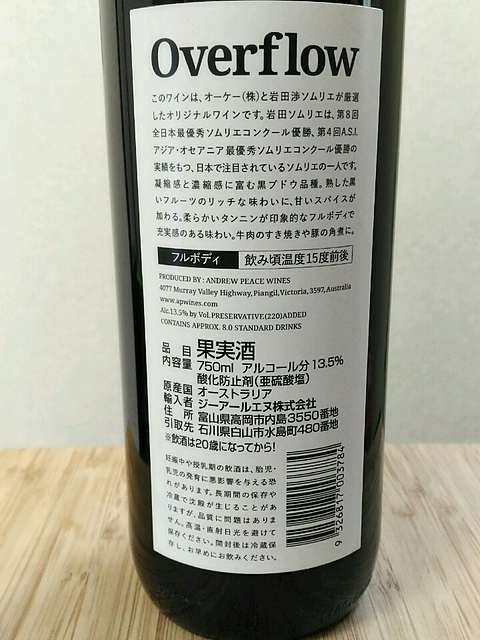 Overflow
このワインは、オーケー(株)と岩田渉ソムリエが厳選
したオリジナルワインです。岩田ソムリエは、第8回
全日本最優秀ソムリエコンクール優勝、第4回A.S.I.
アジア・オセアニア最優秀ソムリエコンクール優勝の
実績をもつ、日本で注目されているソムリエの一人です。
凝縮感と濃縮感に富む黒ブドウ品種。熟した黒
いフルーツのリッチな味わいに、甘いスパイスが
加わる。柔らかいタンニンが印象的なフルボディで
充実感のある味わい。牛肉のすき焼きや豚の角煮に。
フルボディ 飲み頃温度15度前後
PRODUCED BY : ANDREW PEACE WINES
4077 Murray Valley Highway, Piangil, Victoria, 3597, Australia
www.apwines.com
Alc.13.5% by Vol. PRESERVATIVE(220)ADDED
CONTAINS APPROX. 8.0 STANDARD DRINKS
品目 果実酒
内容量 750ml アルコール分13.5%
酸化防止剤(亜硫酸塩)
原産国 オーストラリア
輸入者 ジーアールエヌ株式会社
住所 富山県高岡市内島3550番地
引取先 石川県白山市水島町480番地
※飲酒は20歳になってから!
妊娠中や授乳期の飲酒は、胎児・
乳児の発育に悪影響を与える恐
れがあります。長期間の保存や
冷蔵で沈殿が生じることがあ
りますが、品質に問題はありま
せん。高温・直射日光を避けて
保存ください。開封後は冷蔵保
存し、お早めにお飲みください。
9 326817 003784